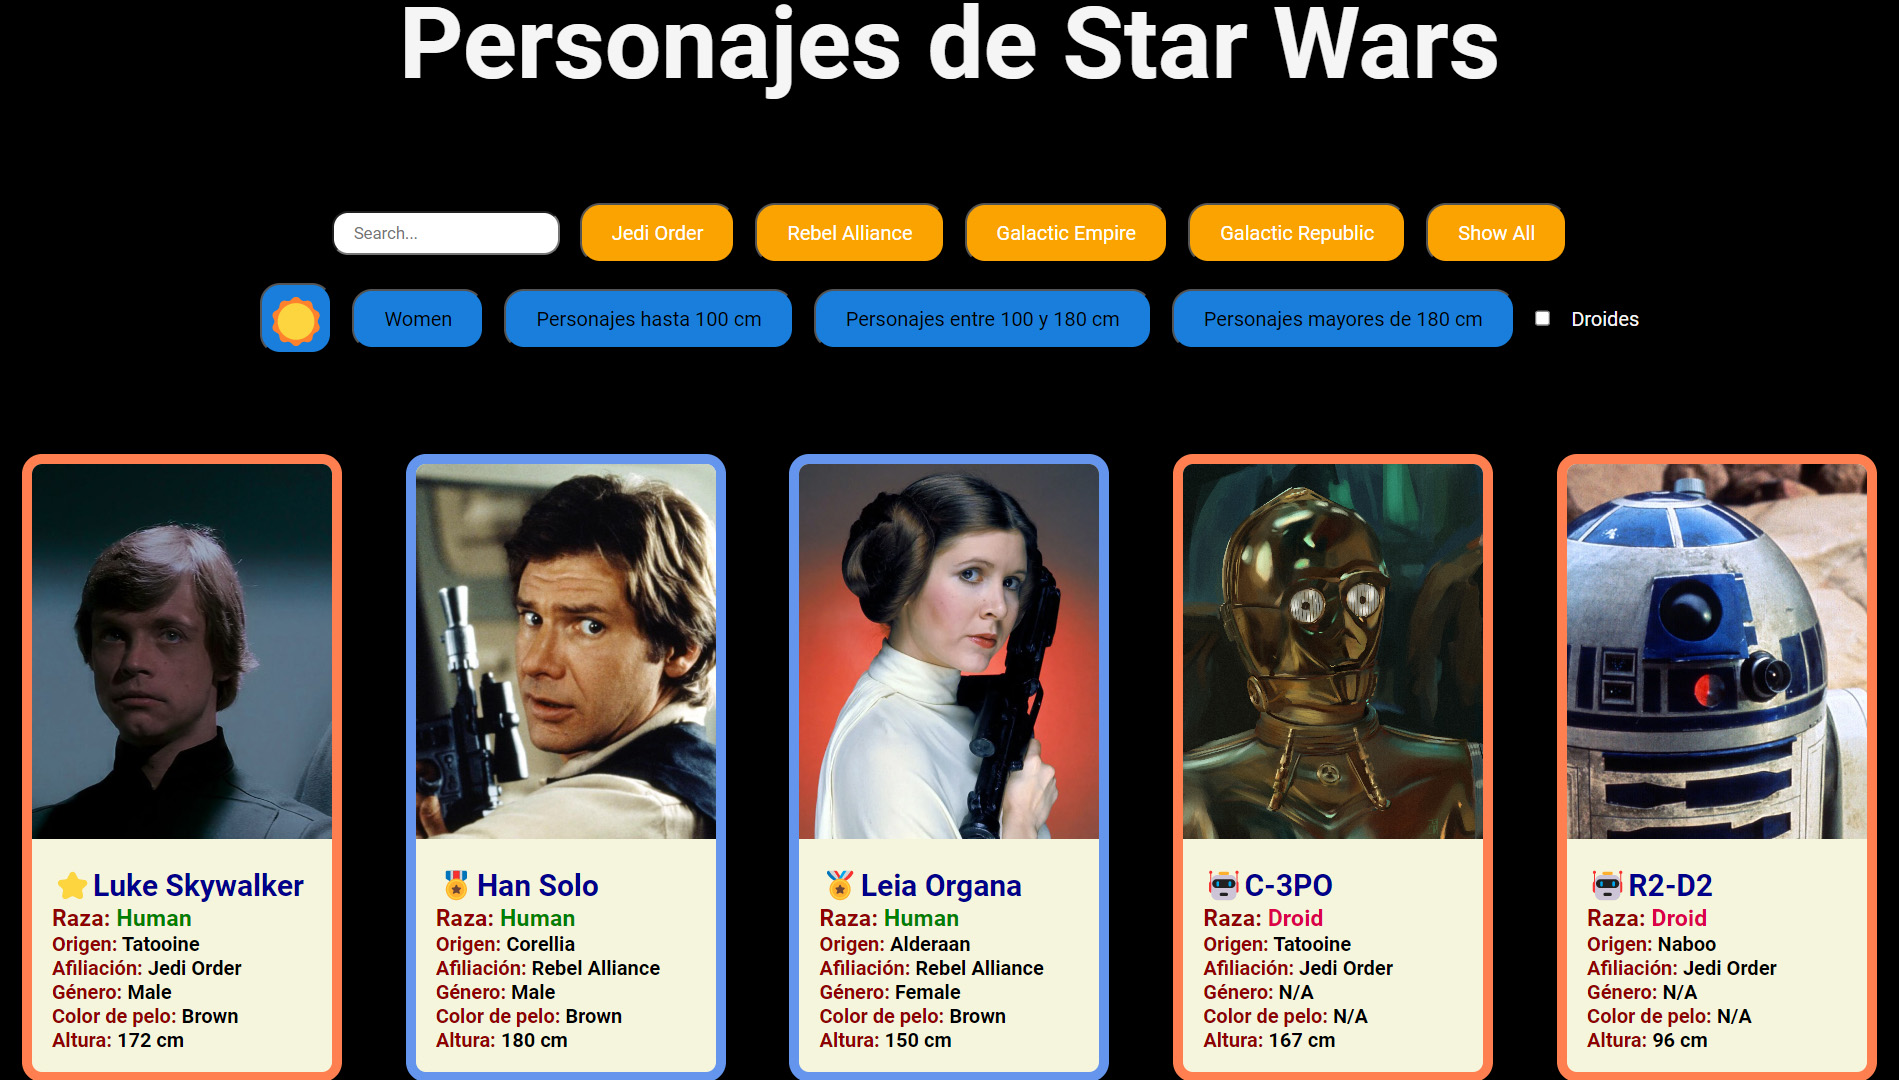 Personajes de Star Wars
Search... Jedi Order Rebel Alliance Galactic Empire Galactic Republic Show All
Women Personajes hasta 100 cm Personajes entre 100 y 180 cm Personajes mayores de 180 cm Droides
Luke Skywalker
Raza: Human
Origen: Tatooine
Afiliación: Jedi Order
Género: Male
Color de pelo: Brown
Altura: 172 cm
Han Solo
Raza: Human
Origen: Corellia
Afiliación: Rebel Alliance
Género: Male
Color de pelo: Brown
Altura: 180 cm
Leia Organa
Raza: Human
Origen: Alderaan
Afiliación: Rebel Alliance
Género: Female
Color de pelo: Brown
Altura: 150 cm
C-3PO
Raza: Droid
Origen: Tatooine
Afiliación: Jedi Order
Género: N/A
Color de pelo: N/A
Altura: 167 cm
R2-D2
Raza: Droid
Origen: Naboo
Afiliación: Jedi Order
Género: N/A
Color de pelo: N/A
Altura: 96 cm